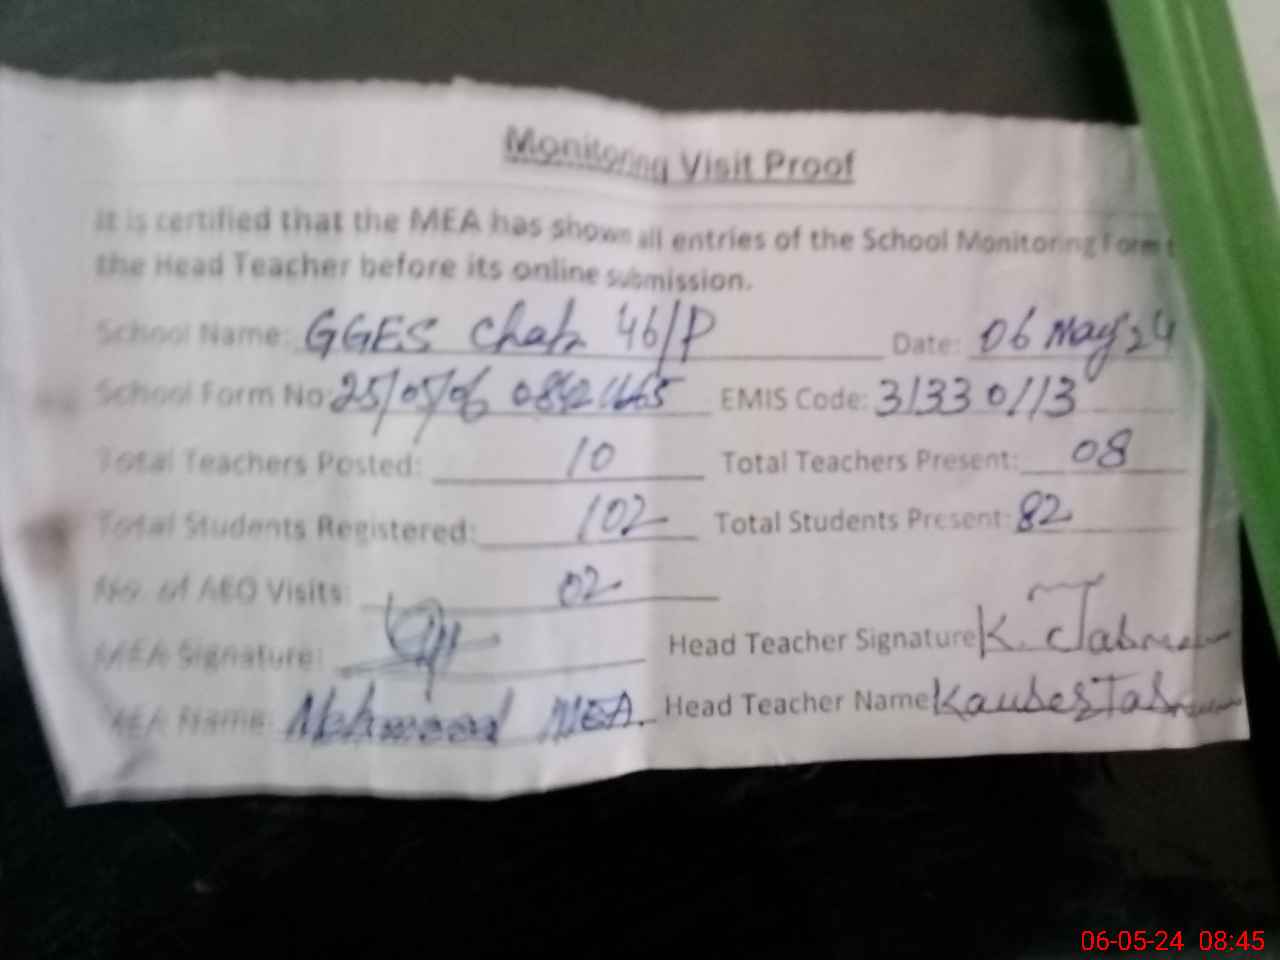 Monitoring Visit Proof
It is certified that the MEA has shown all entries of the School Monitoring Form
the Head Teacher before its online submission.
School Name: GGES Chak 46/P Date: 06 May 24
School Form No: 25/05/06 EMIS Code: 31330113
Total Teachers Posted: 10 Total Teachers Present: 08
Total Students Registered: 102 Total Students Present: 82
No. of AEO Visits: 02
MEA Signature: Head Teacher Signature K.
MEA Name: Mehmood MEA. Head Teacher Name
06-05-24 08:45